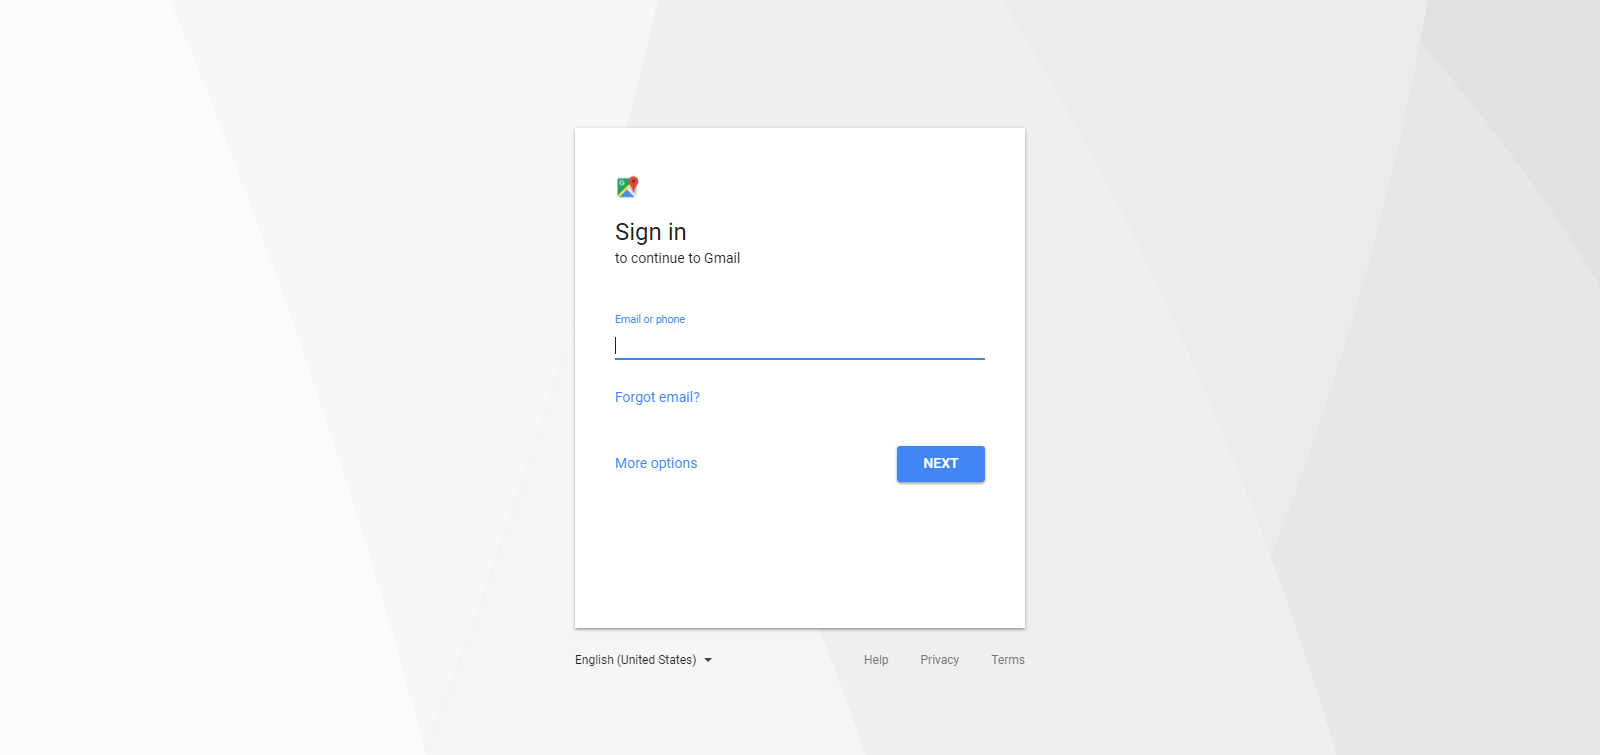 Sign in
to continue to Gmail
Email or phone
Forgot email?
More options
NEXT
English (United States)
Help
Privacy
Terms